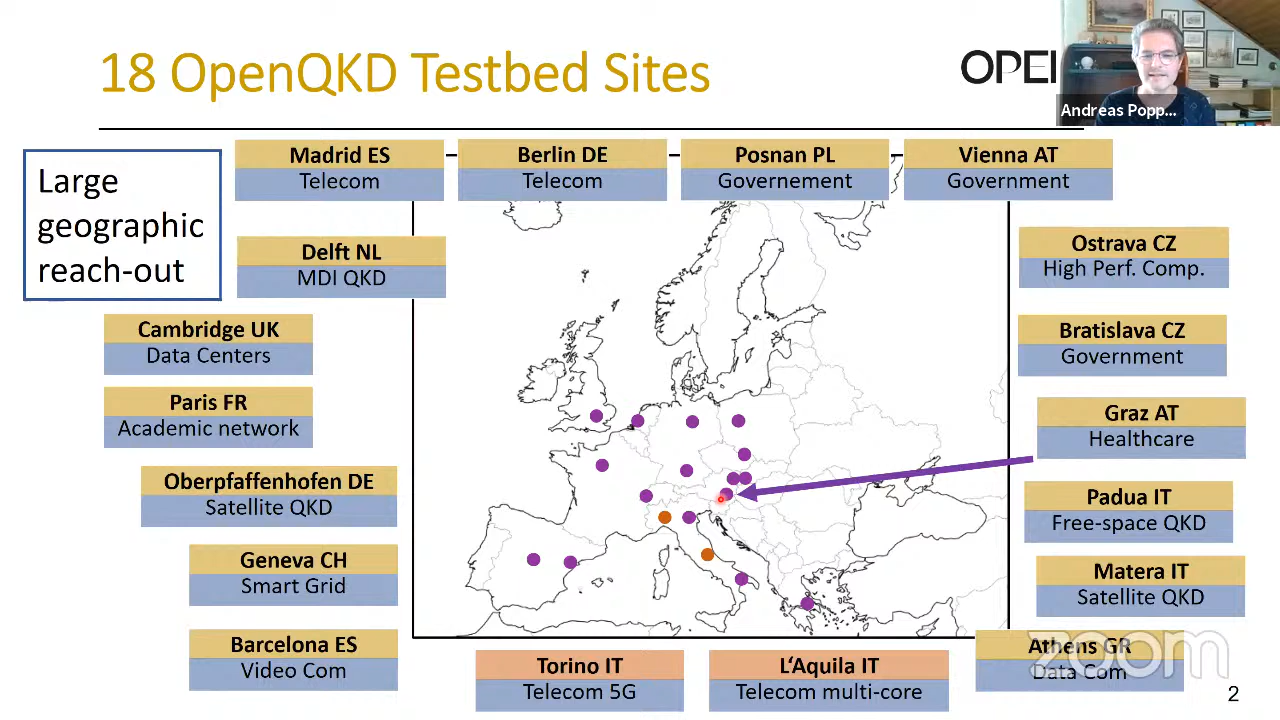 18 OpenQKD Testbed Sites
OPEI
Andreas Popp...
Large
geographic
reach-out
Madrid ES
Telecom
Berlin DE
Telecom
Posnan PL
Governement
Vienna AT
Government
Delft NL
MDI QKD
Ostrava CZ
High Perf. Comp.
Cambridge UK
Data Centers
Bratislava CZ
Government
Paris FR
Academic network
Graz AT
Healthcare
Oberpfaffenhofen DE
Satellite QKD
Padua IT
Free-space QKD
Geneva CH
Smart Grid
Matera IT
Satellite QKD
Barcelona ES
Video Com
Torino IT
Telecom 5G
L‘Aquila IT
Telecom multi-core
Athens GR
Data Com
zoom
2